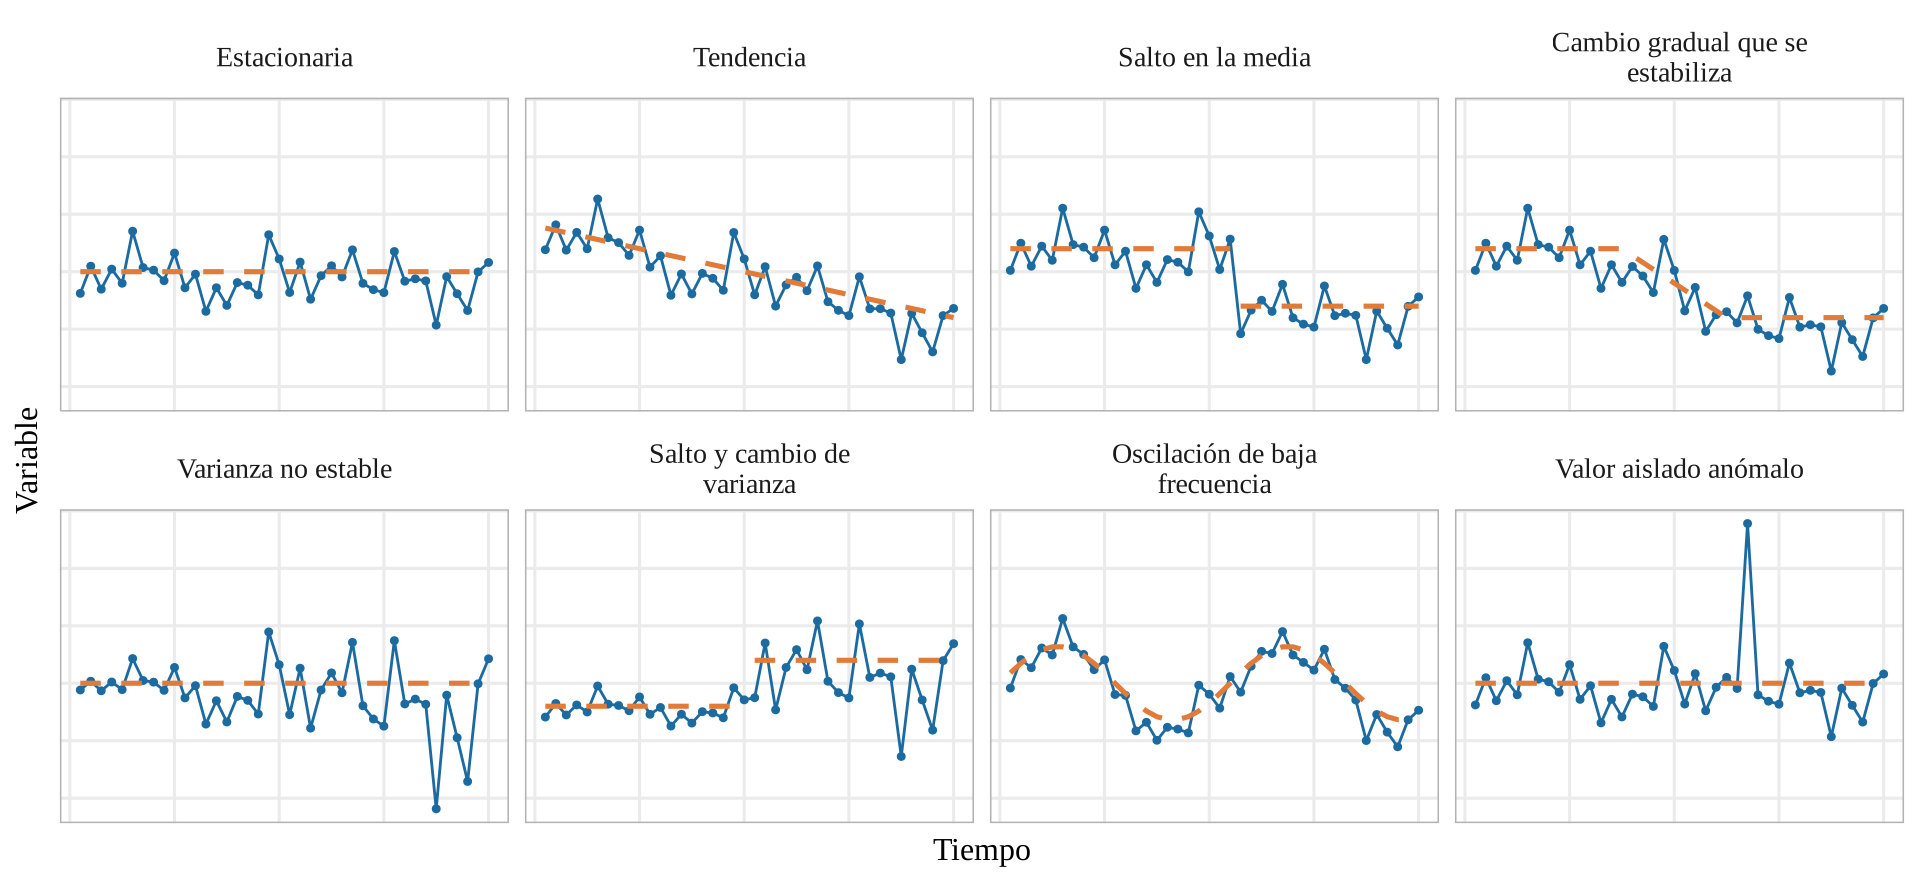 Estacionaria
Tendencia
Salto en la media
Cambio gradual que se
estabiliza
Variable
Varianza no estable
Salto y cambio de
varianza
Oscilación de baja
frecuencia
Valor aislado anómalo
Tiempo